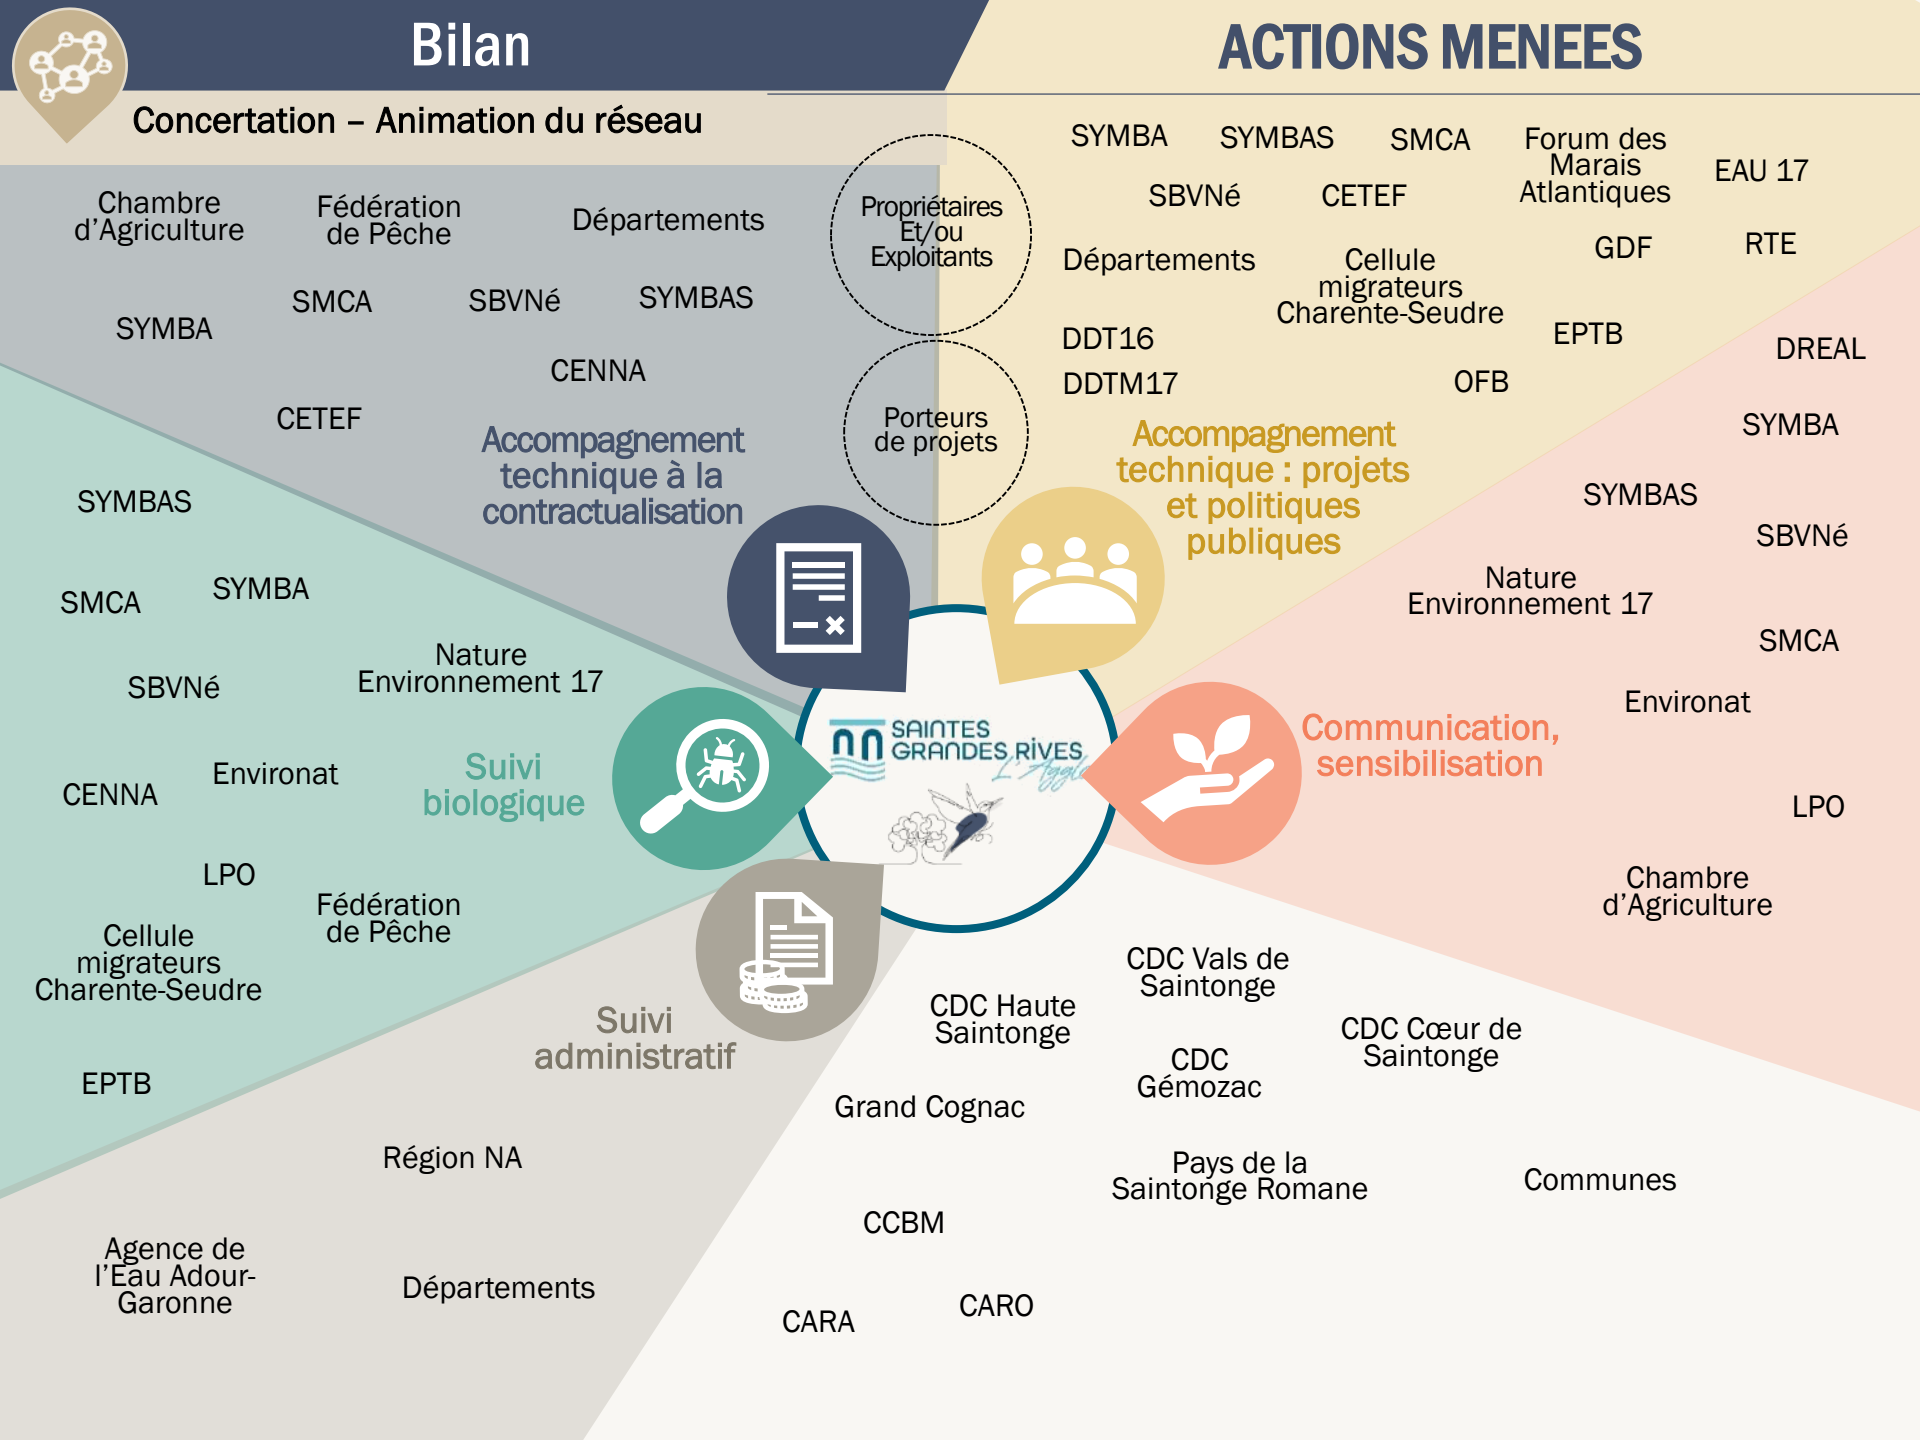 Bilan
ACTIONS MENEES
Concertation – Animation du réseau
Chambre
d’Agriculture
Fédération
de Pêche
Départements
SYMBA
SMCA
SBVNé
SYMBAS
CENNA
CETEF
Accompagnement
technique à la
contractualisation
Propriétaires
Et/ou
Exploitants
Porteurs
de projets
SYMBA
SYMBAS
SMCA
Forum des
Marais
Atlantiques
EAU 17
SBVNé
CETEF
Départements
Cellule
migrateurs
Charente-Seudre
GDF
RTE
DDT16
DDTM17
EPTB
OFB
Accompagnement
technique : projets
et politiques
publiques
DREAL
SYMBA
SYMBAS
SBVNé
Nature
Environnement 17
SMCA
Environat
Communication,
sensibilisation
LPO
Chambre
d’Agriculture
SYMBAS
SMCA
SYMBA
Nature
Environnement 17
SBVNé
Environat
CENNA
Suivi
biologique
LPO
Fédération
de Pêche
Cellule
migrateurs
Charente-Seudre
EPTB
SAINTES
GRANDES RIVES
L'Agglo
Suivi
administratif
Région NA
Agence de
l’Eau Adour-
Garonne
Départements
CDC Vals de
Saintonge
CDC Haute
Saintonge
CDC Cœur de
Saintonge
CDC
Gémozac
Grand Cognac
Pays de la
Saintonge Romane
Communes
CCBM
CARA
CARO